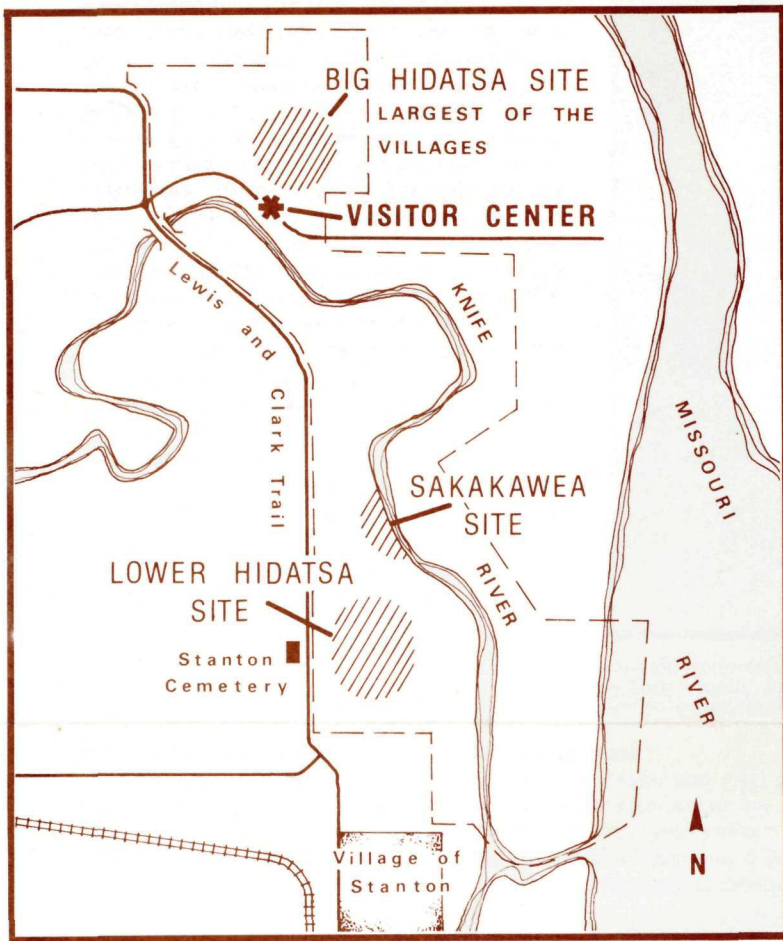 BIG HIDATSA SITE
LARGEST OF THE
VILLAGES
VISITOR CENTER
KNIFE
Lewis and
Clark Trail
MISSOURI
SAKAKAWEA
SITE
RIVER
LOWER HIDATSA
SITE
Stanton
Cemetery
RIVER
N
Village of
Stanton